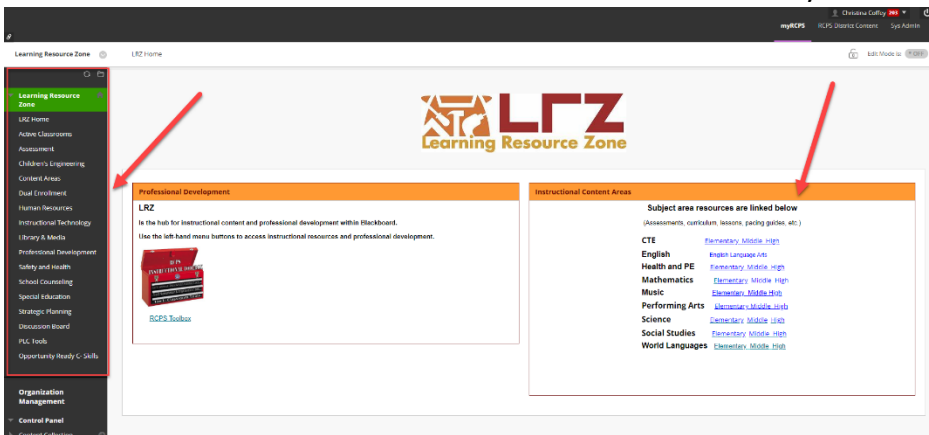 Christina Coffoy 293
myRCPS RCPS District Content Sys Admin
Learning Resource Zone
LRZ Home
Edit Mode is: OFF
Learning Resource
Zone
LRZ Home
Active Classrooms
Assessment
Children's Engineering
Content Areas
Dual Enrollment
Human Resources
Instructional Technology
Library & Media
Professional Development
Safety and Health
School Counseling
Special Education
Strategic Planning
Discussion Board
PLC Tools
Opportunity Ready C- Skills
Organization
Management
Control Panel
Content Collection
LRZ
Learning Resource Zone
Professional Development
LRZ
Is the hub for instructional content and professional development within Blackboard.
Use the left-hand menu buttons to access instructional resources and professional development.
RCPS
RCPS Toolbox
Instructional Content Areas
Subject area resources are linked below
(Assessments, curriculum, lessons, pacing guides, etc.)
CTE Elementary Middle High
English English Language Arts
Health and PE Elementary Middle High
Mathematics Elementary Middle High
Music Elementary Middle High
Performing Arts Elementary Middle High
Science Elementary Middle High
Social Studies Elementary Middle High
World Languages Elementary Middle High